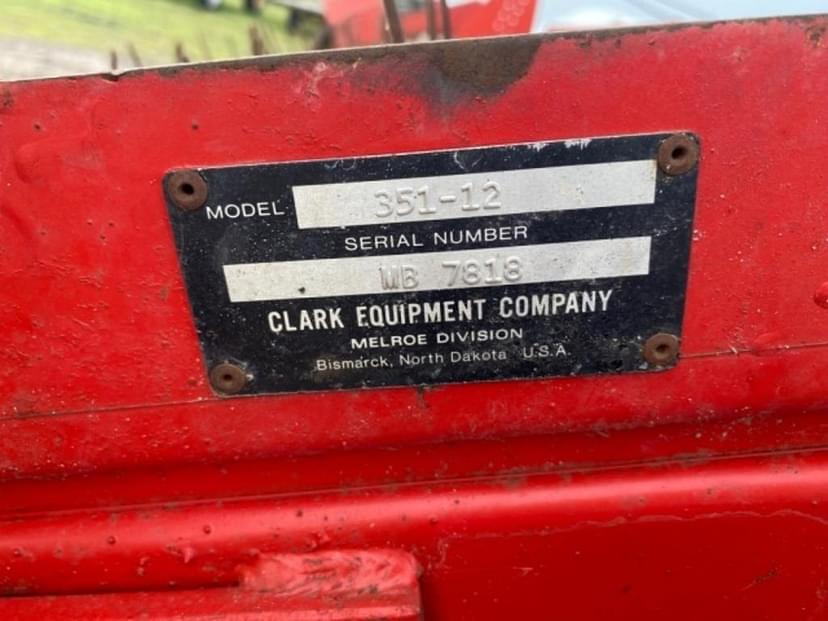 MODEL 351-12
SERIAL NUMBER
MB 7818
CLARK EQUIPMENT COMPANY
MELROE DIVISION
Bismarck, North Dakota U.S.A.